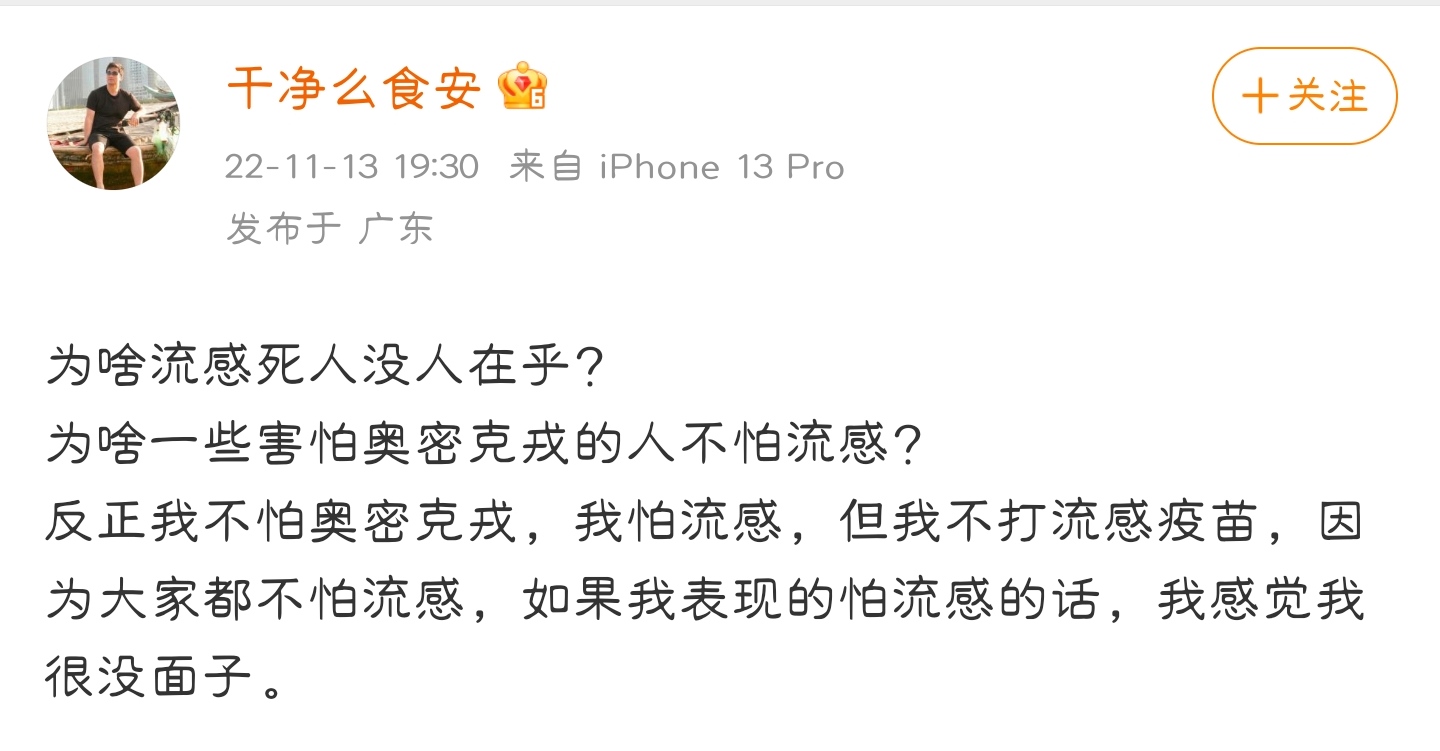 干净么食安
6
+关注
22-11-13 19:30 来自 iPhone 13 Pro
发布于 广东
为啥流感死人没人在乎?
为啥一些害怕奥密克戎的人不怕流感?
反正我不怕奥密克戎，我怕流感，但我不打流感疫苗，因
为大家都不怕流感，如果我表现的怕流感的话，我感觉我
很没面子。